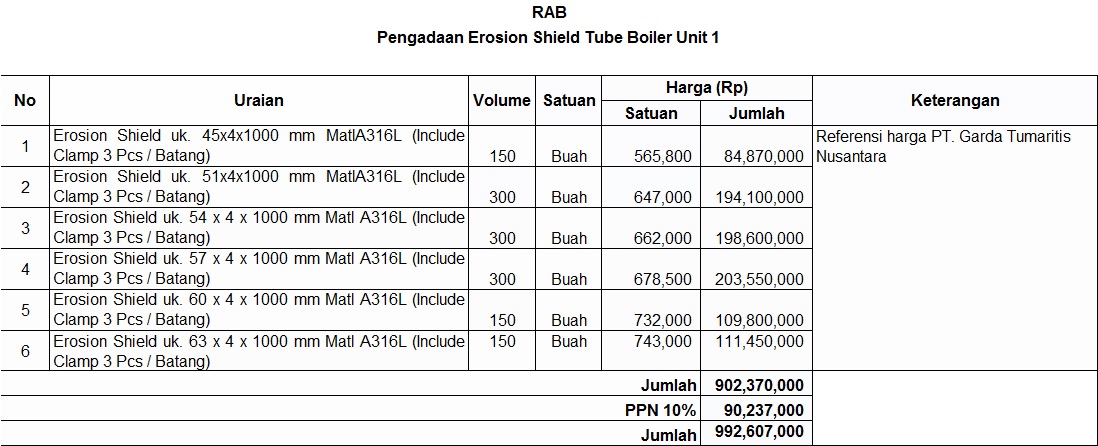 RAB
Pengadaan Erosion Shield Tube Boiler Unit 1
No Uraian Volume Satuan Harga (Rp) Keterangan
Satuan Jumlah
1 Erosion Shield uk. 45x4x1000 mm MatlA316L (Include
Clamp 3 Pcs / Batang) 150 Buah 565,800 84,870,000
Referensi harga PT. Garda Tumaritis
Nusantara
2 Erosion Shield uk. 51x4x1000 mm MatlA316L (Include
Clamp 3 Pcs / Batang) 300 Buah 647,000 194,100,000
3 Erosion Shield uk. 54 x 4 x 1000 mm Matl A316L (Include
Clamp 3 Pcs / Batang) 300 Buah 662,000 198,600,000
4 Erosion Shield uk. 57 x 4 x 1000 mm Matl A316L (Include
Clamp 3 Pcs / Batang) 300 Buah 678,500 203,550,000
5 Erosion Shield uk. 60 x 4 x 1000 mm Matl A316L (Include
Clamp 3 Pcs / Batang) 150 Buah 732,000 109,800,000
6 Erosion Shield uk. 63 x 4 x 1000 mm Matl A316L (Include 150 Buah 743,000 111,450,000
Clamp 3 Pcs / Batang)
Jumlah 902,370,000
PPN 10% 90,237,000
Jumlah 992,607,000